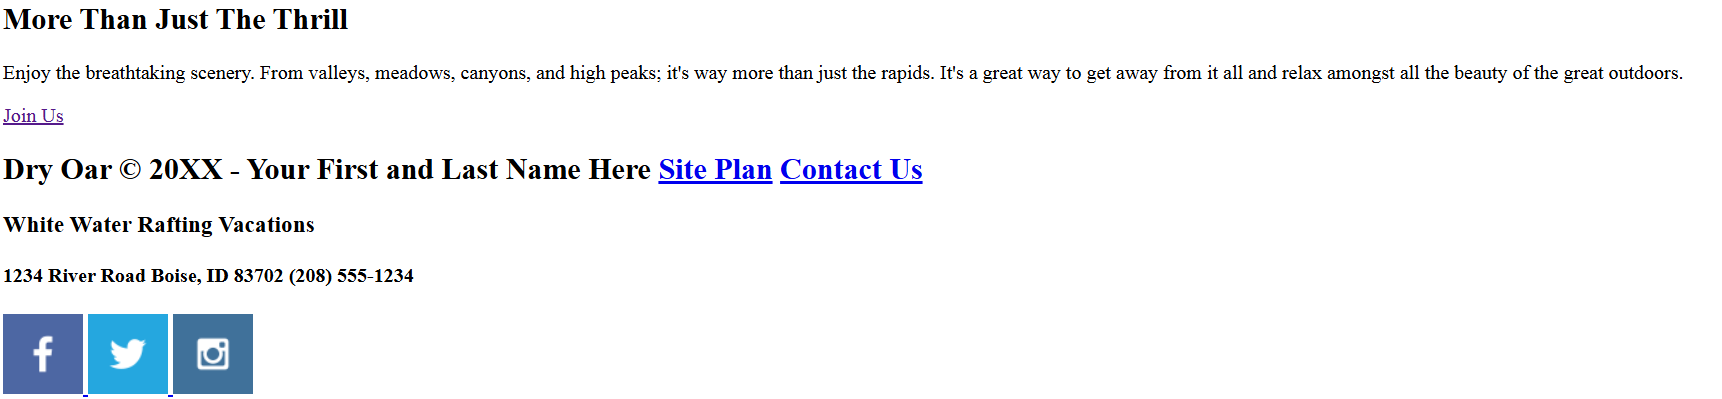 More Than Just The Thrill
Enjoy the breathtaking scenery. From valleys, meadows, canyons, and high peaks; it's way more than just the rapids. It's a great way to get away from it all and relax amongst all the beauty of the great outdoors.
Join Us
Dry Oar © 20XX - Your First and Last Name Here Site Plan Contact Us
White Water Rafting Vacations
1234 River Road Boise, ID 83702 (208) 555-1234